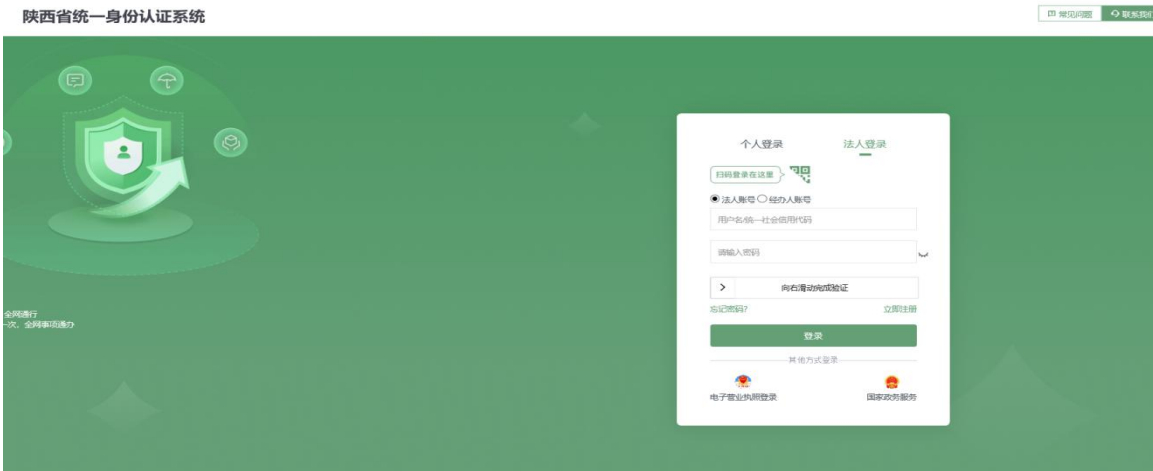 陕西省统一身份认证系统
常见问题
联系我们
个人登录 法人登录
扫码登录在这里
法人账号 经办人账号
用户名/统一社会信用代码
请输入密码
向右滑动完成验证
忘记密码? 立即注册
登录
其他方式登录
电子营业执照登录 国家政务服务
全网通行
一次，全网事项通办